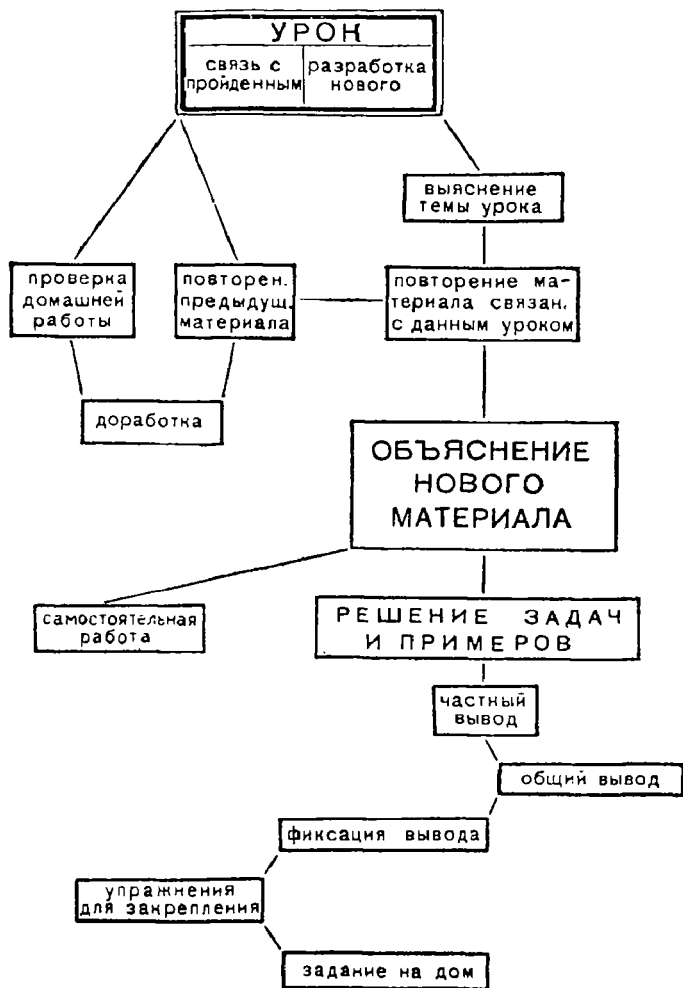 УРОК
связь с
пройденным
разработка
нового
выяснение
темы урока
проверка
домашней
работы
повторен.
предыдущ.
материала
повторение ма-
териала связан.
с данным уроком
доработка
ОБЪЯСНЕНИЕ
НОВОГО
МАТЕРИАЛА
самостоятельная
работа
РЕШЕНИЕ ЗАДАЧ
И ПРИМЕРОВ
частный
вывод
общий вывод
фиксация вывода
упражнения
для закрепления
задание на дом